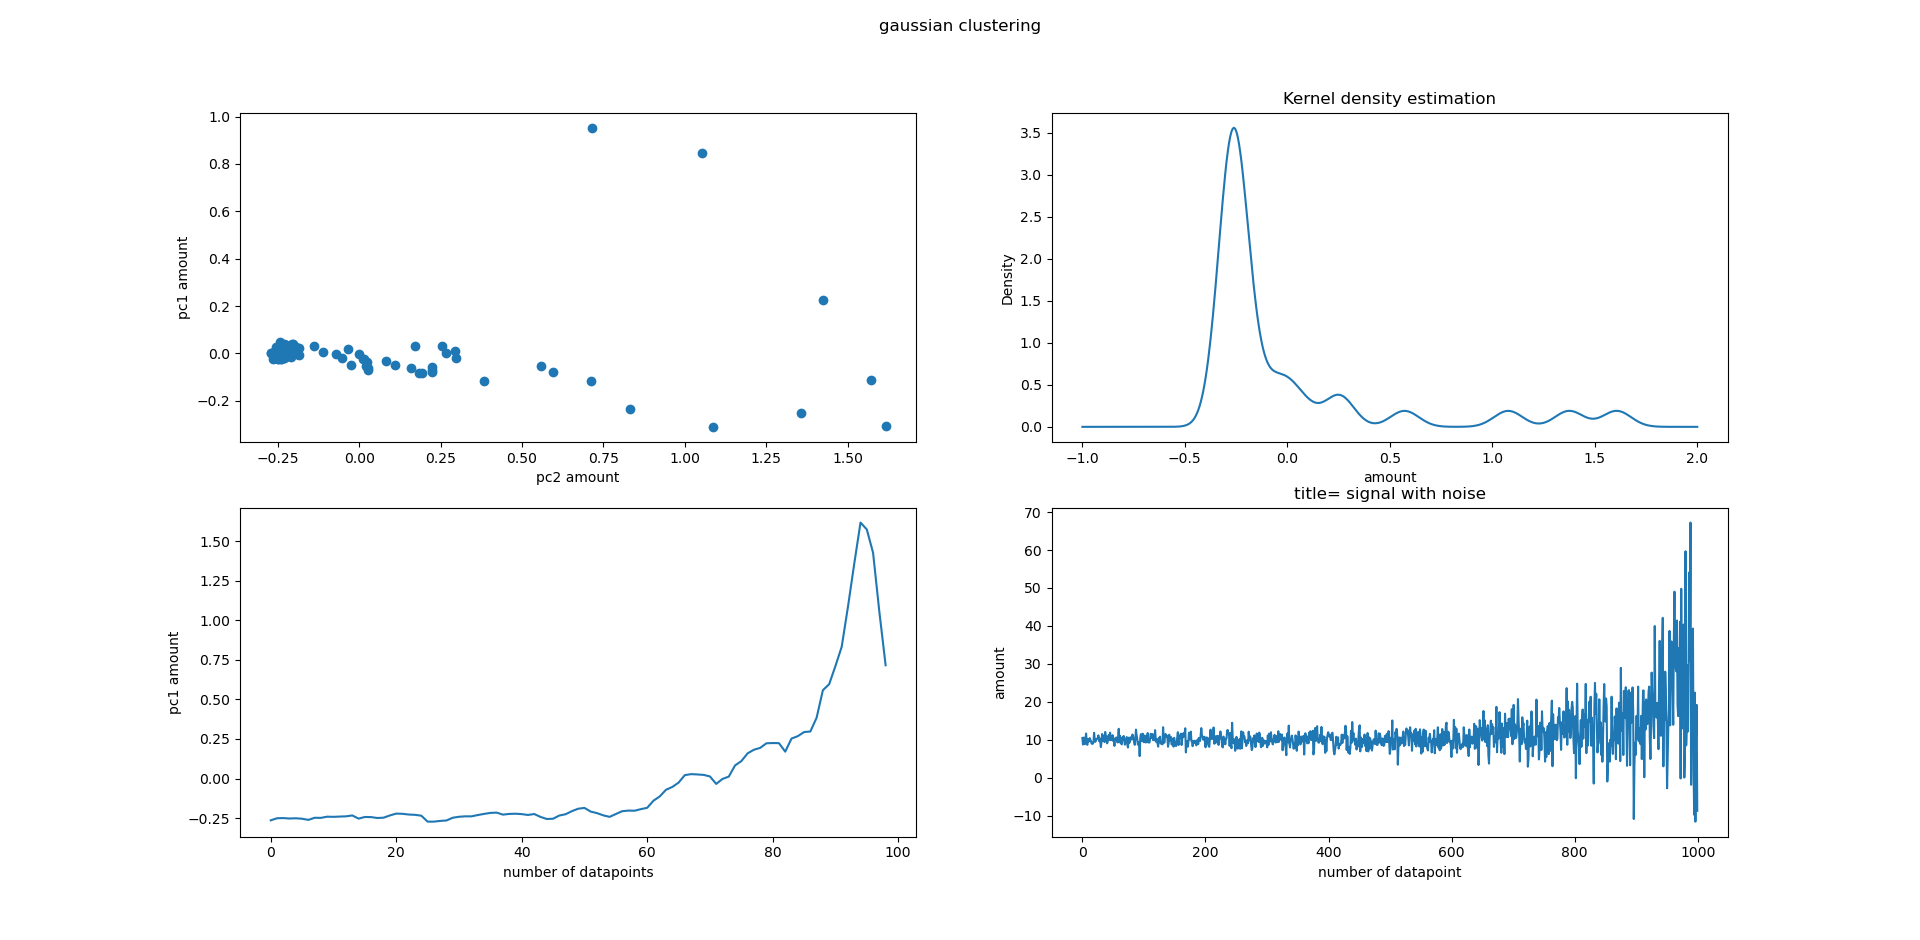 gaussian clustering
1.0
0.8
0.6
0.4
0.2
0.0
−0.2
pc1 amount
−0.25 0.00 0.25 0.50 0.75 1.00 1.25 1.50
pc2 amount
Kernel density estimation
3.5
3.0
2.5
2.0
1.5
1.0
0.5
0.0
Density
−1.0 −0.5 0.0 0.5 1.0 1.5 2.0
amount
1.50
1.25
1.00
0.75
0.50
0.25
0.00
−0.25
pc1 amount
0 20 40 60 80 100
number of datapoints
title= signal with noise
70
60
50
40
30
20
10
0
−10
amount
0 200 400 600 800 1000
number of datapoint